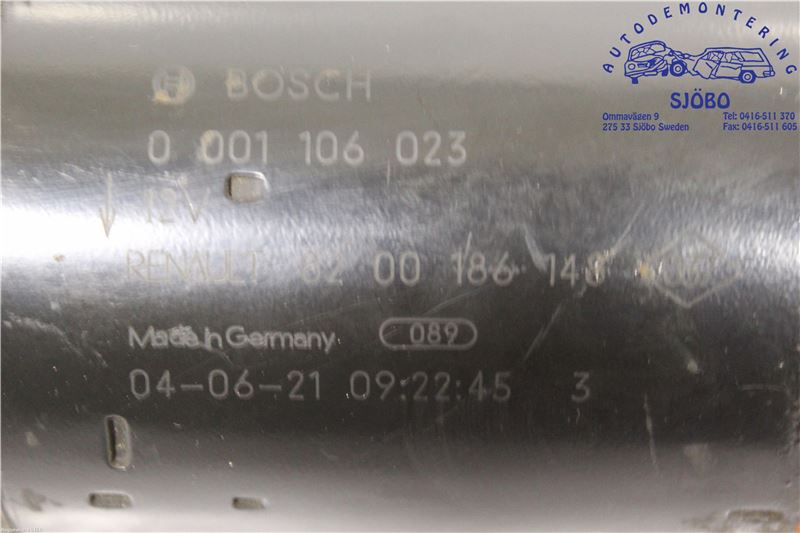 AUTODEMONTERING
SJÖBO
Ommavägen 9
275 33 Sjöbo Sweden
Tel: 0416-511 370
Fax: 0416-511 605
BOSCH
0 001 106 023
12V
RENAULT 82 00 186 148
Made in Germany 089
04-06-21 09:22:45 3